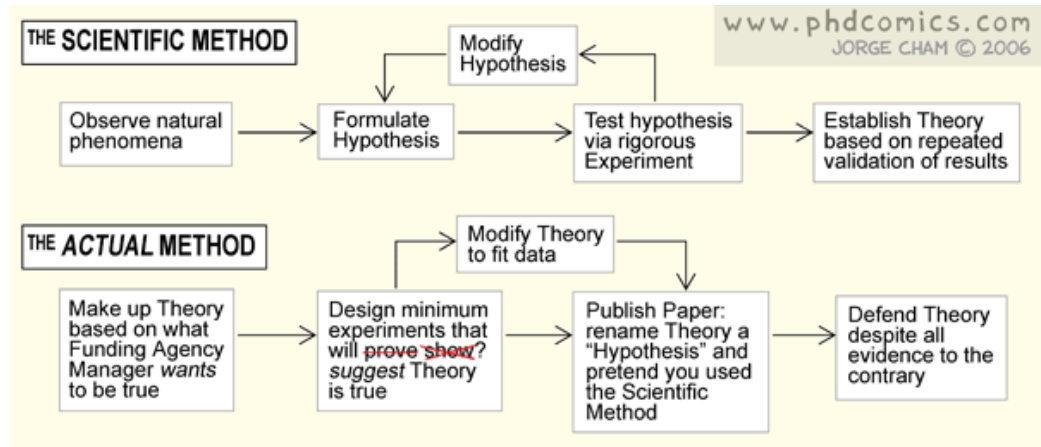 www.phdcomics.com
JORGE CHAM © 2006
THE SCIENTIFIC METHOD
Modify
Hypothesis
Observe natural
phenomena
Formulate
Hypothesis
Test hypothesis
via rigorous
Experiment
Establish Theory
based on repeated
validation of results
THE ACTUAL METHOD
Modify Theory
to fit data
Make up Theory
based on what
Funding Agency
Manager wants
to be true
Design minimum
experiments that
will prove show?
suggest Theory
is true
Publish Paper:
rename Theory a
“Hypothesis” and
pretend you used
the Scientific
Method
Defend Theory
despite all
evidence to the
contrary